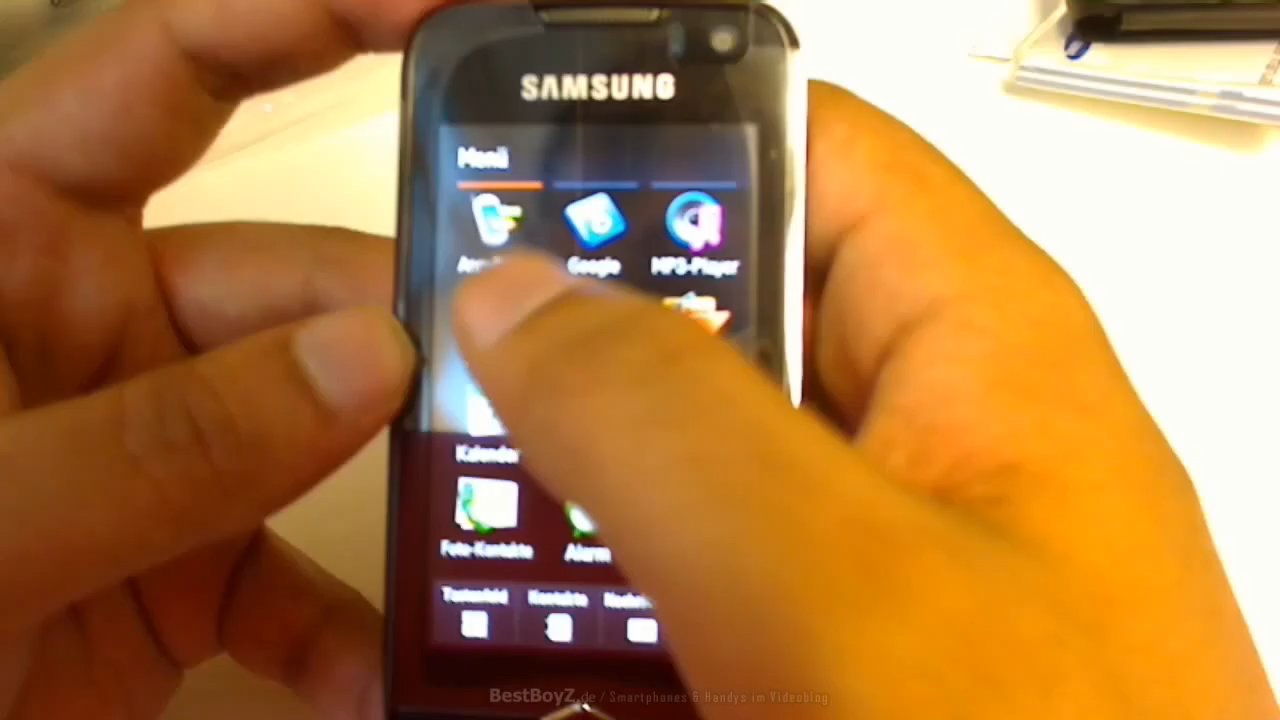 SAMSUNG
Menü
Google MP3-Player
Kalender
Foto-Kontakte Alarm
Tastenfeld Kontakte
BestBoyZ.de / Smartphones & Handys im Videoblog